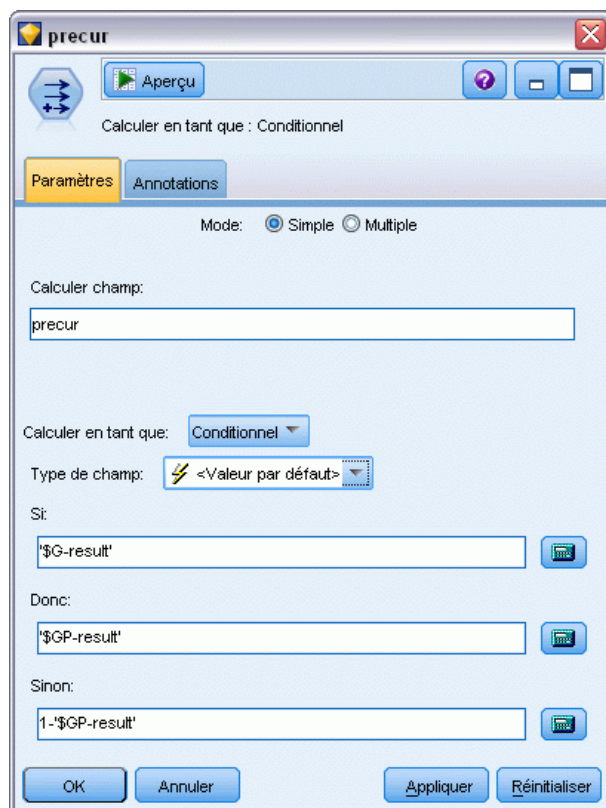 precur
Aperçu
Calculer en tant que : Conditionnel
Paramètres Annotations
Mode: Simple Multiple
Calculer champ:
precur
Calculer en tant que: Conditionnel
Type de champ: <Valeur par défaut>
Si:
'$G-result'
Donc:
'$GP-result'
Sinon:
1-'$GP-result'
OK Annuler Appliquer Réinitialiser